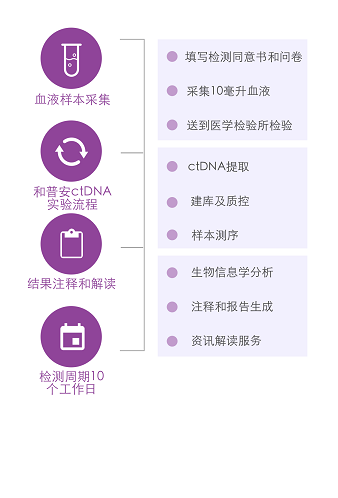 血液样本采集
填写检测同意书和问卷
采集10毫升血液
送到医学检验所检验
和普安ctDNA
实验流程
ctDNA提取
建库及质控
样本测序
结果注释和解读
生物信息学分析
注释和报告生成
资讯解读服务
检测周期10
个工作日